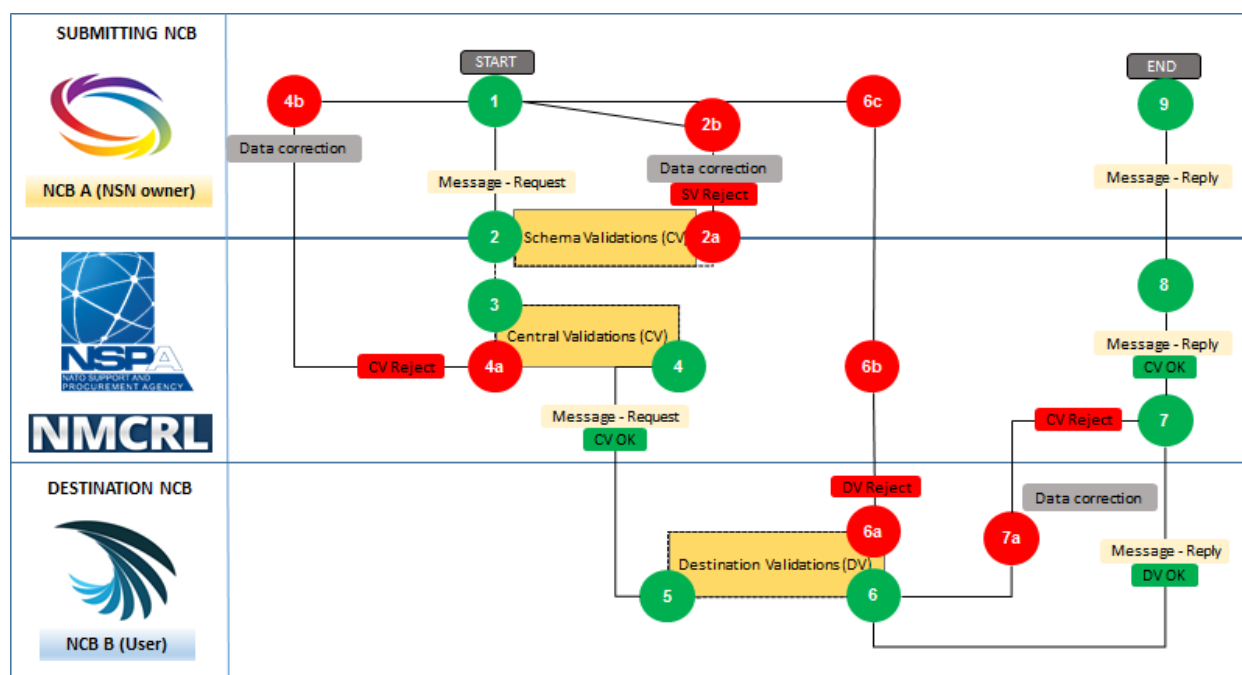 SUBMITTING NCB
START
END
4b
1
2b
6c
9
Data correction
NCB A (NSN owner)
Message - Request
Data correction
SV Reject
Message - Reply
2
Schema Validations (CV)
2a
NSPA
NATO SUPPORT AND
PROCUREMENT AGENCY
NMCRL
3
8
Central Validations (CV)
CV Reject
4a
4
6b
Message - Reply
CV OK
Message - Request
CV OK
CV Reject
7
DESTINATION NCB
DV Reject
Data correction
6a
7a
Destination Validations (DV)
Message - Reply
DV OK
5
6
NCB B (User)